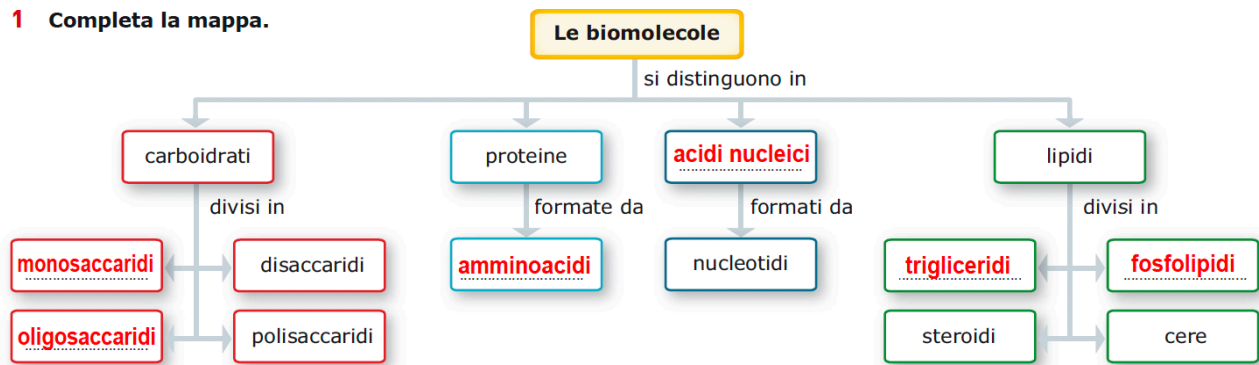 1 Completa la mappa.
Le biomolecole
si distinguono in
carboidrati
proteine
acidi nucleici
lipidi
divisi in
formate da
formati da
divisi in
monosaccaridi
disaccaridi
amminoacidi
nucleotidi
trigliceridi
fosfolipidi
oligosaccaridi
polisaccaridi
steroidi
cere